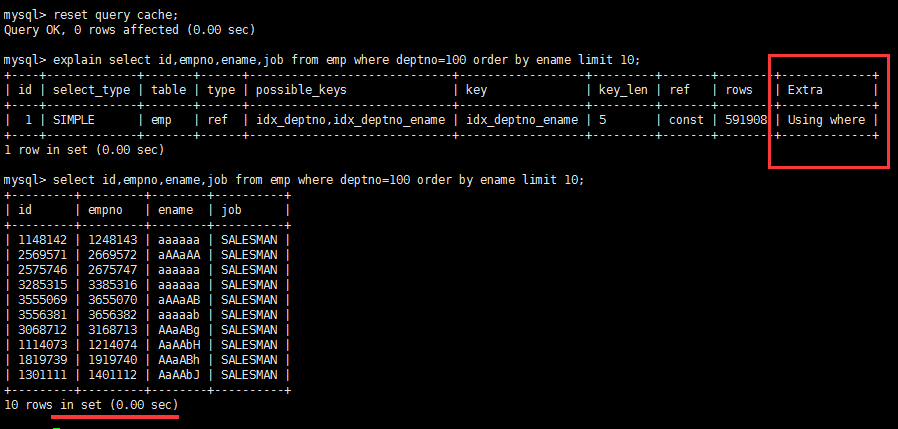 mysql> reset query cache;
Query OK, 0 rows affected (0.00 sec)

mysql> explain select id,empno,ename,job from emp where deptno=100 order by ename limit 10;
+----+-------------+-------+------+---------------------------+------------------+---------+-------+--------+-------------+
| id | select_type | table | type | possible_keys | key | key_len | ref | rows | Extra |
+----+-------------+-------+------+---------------------------+------------------+---------+-------+--------+-------------+
| 1 | SIMPLE | emp | ref | idx_deptno,idx_deptno_ename | idx_deptno_ename | 5 | const | 591908 | Using where |
+----+-------------+-------+------+---------------------------+------------------+---------+-------+--------+-------------+
1 row in set (0.00 sec)

mysql> select id,empno,ename,job from emp where deptno=100 order by ename limit 10;
+---------+---------+--------+----------+
| id | empno | ename | job |
+---------+---------+--------+----------+
| 1148142 | 1248143 | aaaaaa | SALESMAN |
| 2569571 | 2669572 | aAAaAA | SALESMAN |
| 2575746 | 2675747 | aaaaaa | SALESMAN |
| 3285315 | 3385316 | aaaaaa | SALESMAN |
| 3555069 | 3655070 | aAAaAB | SALESMAN |
| 3556381 | 3656382 | aaaaab | SALESMAN |
| 3068712 | 3168713 | AAaABg | SALESMAN |
| 1114073 | 1214074 | AaAAbH | SALESMAN |
| 1819739 | 1919740 | AAaABh | SALESMAN |
| 1301111 | 1401112 | AaAAbJ | SALESMAN |
+---------+---------+--------+----------+
10 rows in set (0.00 sec)